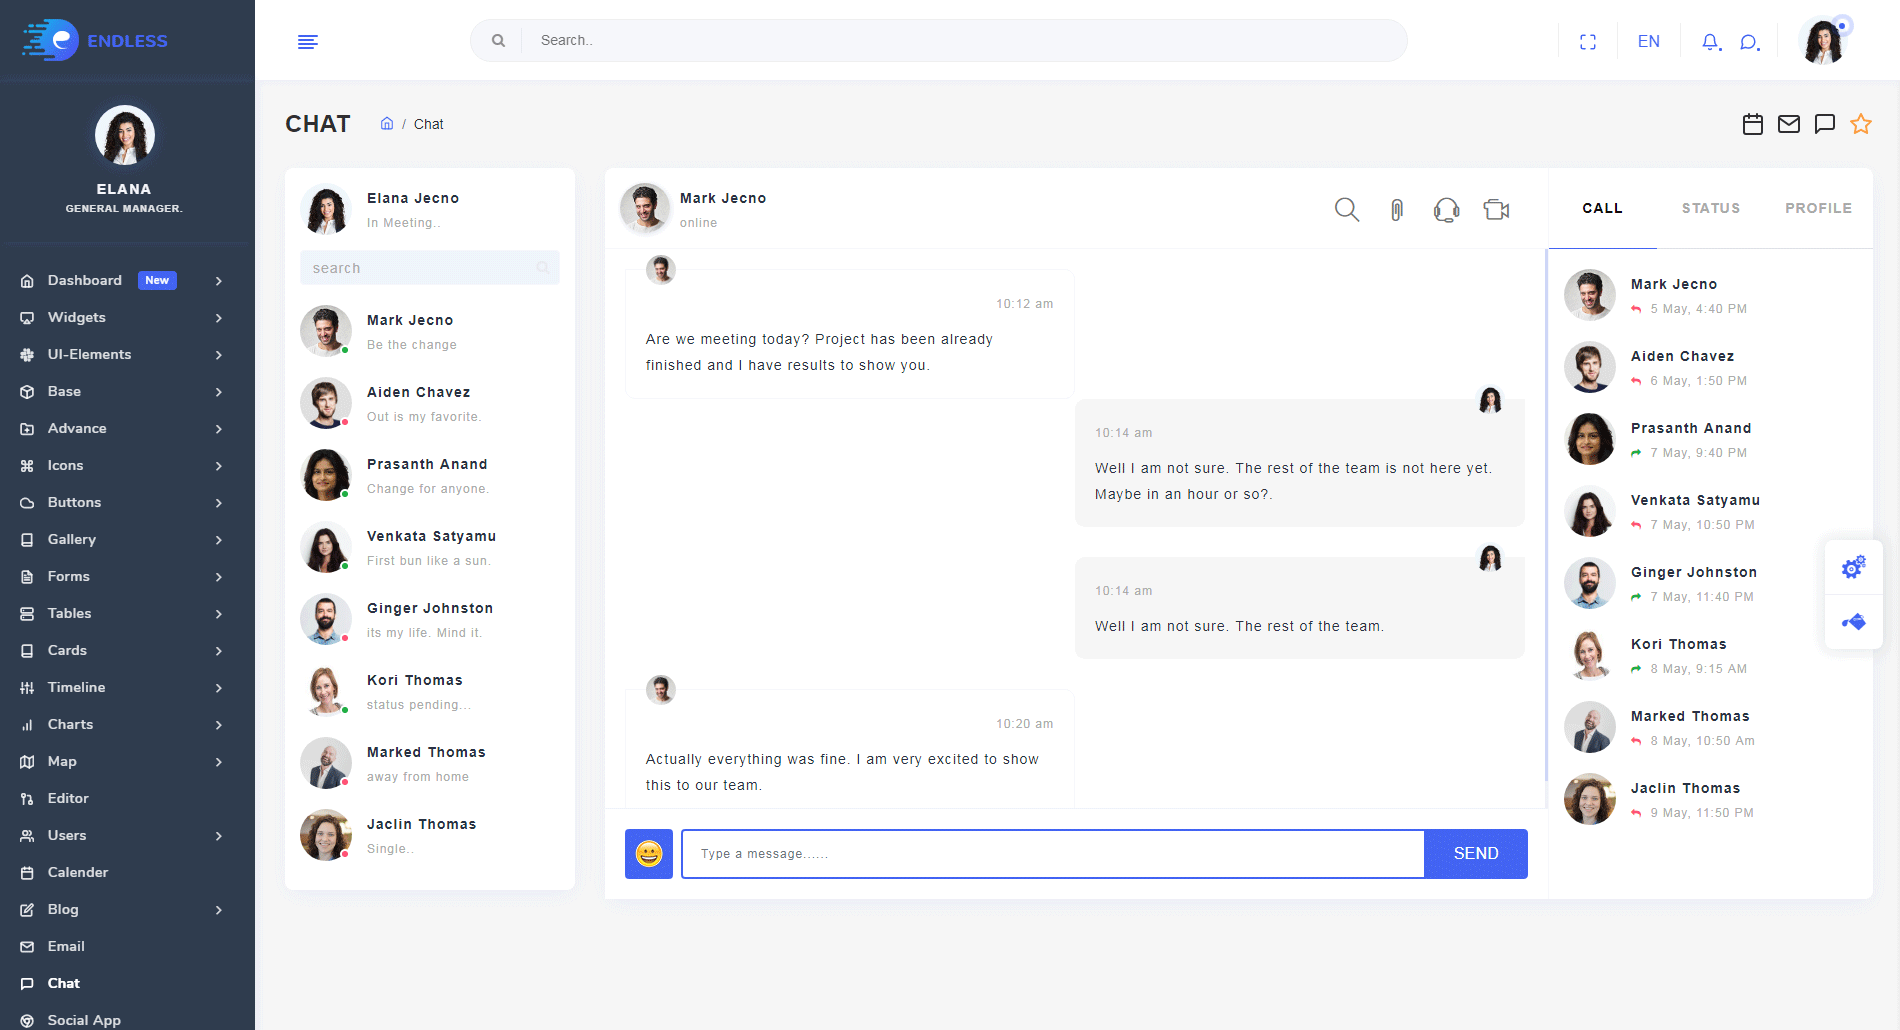 ENDLESS
ELANA
GENERAL MANAGER.
Dashboard New
Widgets
UI-Elements
Base
Advance
Icons
Buttons
Gallery
Forms
Tables
Cards
Timeline
Charts
Map
Editor
Users
Calender
Blog
Email
Chat
Social App
Search..
EN
CHAT
/ Chat
Elana Jecno
In Meeting..
search
Mark Jecno
Be the change
Aiden Chavez
Out is my favorite.
Prasanth Anand
Change for anyone.
Venkata Satyamu
First bun like a sun.
Ginger Johnston
its my life. Mind it.
Kori Thomas
status pending...
Marked Thomas
away from home
Jaclin Thomas
Single..
Mark Jecno
online
10:12 am
Are we meeting today? Project has been already
finished and I have results to show you.
10:14 am
Well I am not sure. The rest of the team is not here yet.
Maybe in an hour or so?.
10:14 am
Well I am not sure. The rest of the team.
10:20 am
Actually everything was fine. I am very excited to show
this to our team.
Type a message......
SEND
CALL STATUS PROFILE
Mark Jecno
5 May, 4:40 PM
Aiden Chavez
6 May, 1:50 PM
Prasanth Anand
7 May, 9:40 PM
Venkata Satyamu
7 May, 10:50 PM
Ginger Johnston
7 May, 11:40 PM
Kori Thomas
8 May, 9:15 AM
Marked Thomas
8 May, 10:50 Am
Jaclin Thomas
9 May, 11:50 PM